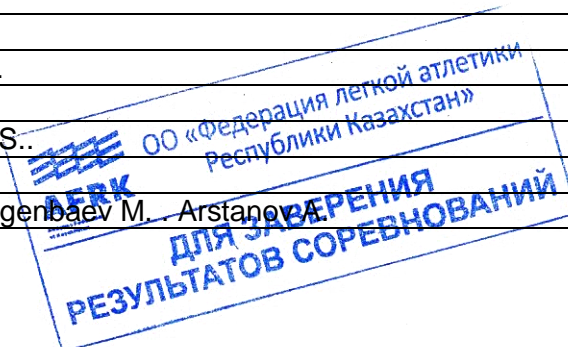 .
S..
genbaev M. . Arstanov A.
ОО «Федерация легкой атлетики
Республики Казахстан»
AFRK
ДЛЯ ЗАВЕРЕНИЯ
РЕЗУЛЬТАТОВ СОРЕВНОВАНИЙ